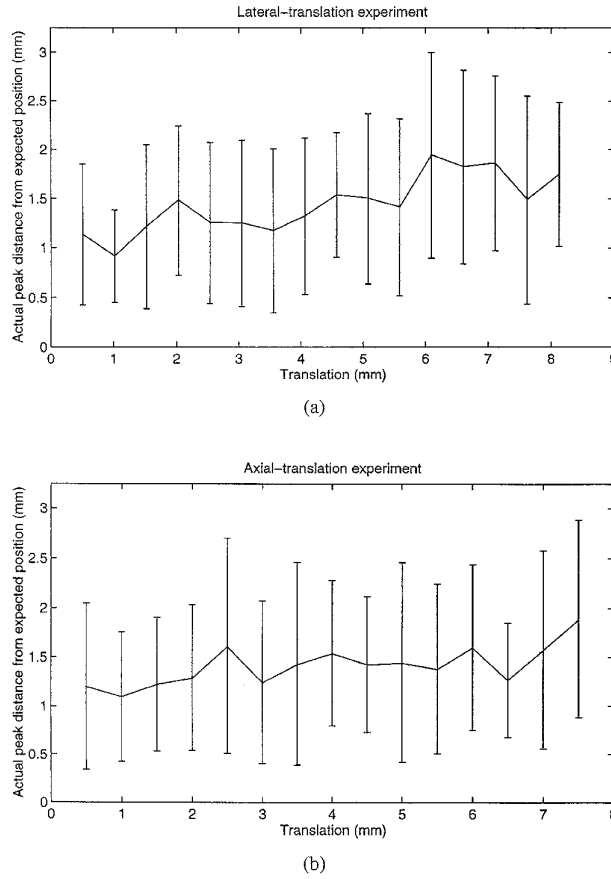 Lateral−translation experiment
Actual peak distance from expected position (mm)
3
2.5
2
1.5
1
0.5
0
0 1 2 3 4 5 6 7 8 9
Translation (mm)
(a)
Axial−translation experiment
Actual peak distance from expected position (mm)
3
2.5
2
1.5
1
0.5
0
0 1 2 3 4 5 6 7 8
Translation (mm)
(b)